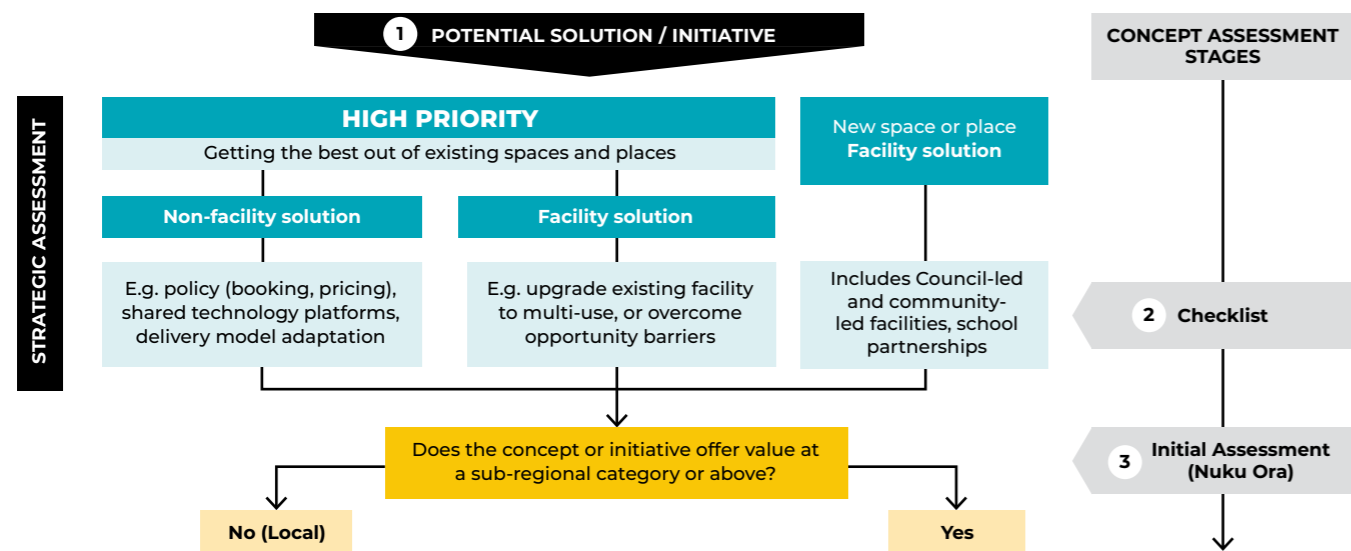 1 POTENTIAL SOLUTION / INITIATIVE
CONCEPT ASSESSMENT
STAGES
STRATEGIC ASSESSMENT
HIGH PRIORITY
Getting the best out of existing spaces and places
New space or place
Facility solution
Non-facility solution
Facility solution
E.g. policy (booking, pricing),
shared technology platforms,
delivery model adaptation
E.g. upgrade existing facility
to multi-use, or overcome
opportunity barriers
Includes Council-led
and community-
led facilities, school
partnerships
2 Checklist
Does the concept or initiative offer value at
a sub-regional category or above?
3 Initial Assessment
(Nuku Ora)
No (Local)
Yes